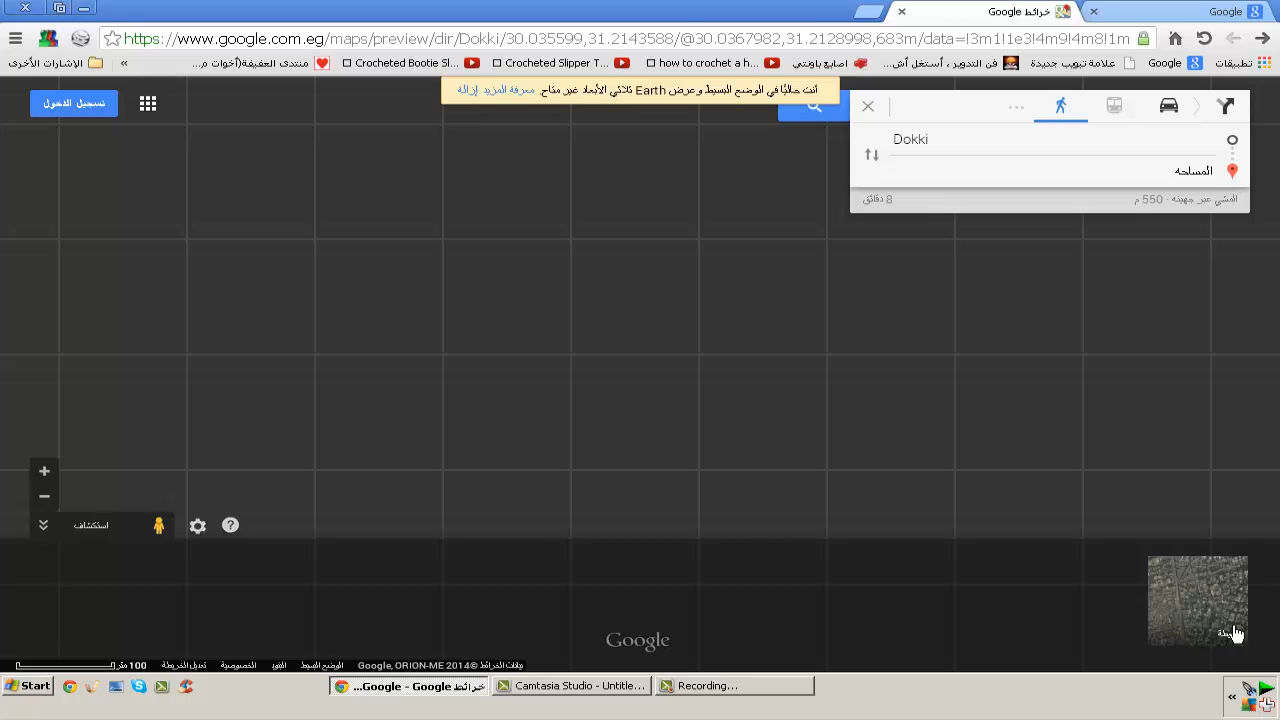 خرائط Google
Google
https://www.google.com.eg/maps/preview/dir/Dokki/30.035599,31.2143588/@30.0367982,31.2128998,683m/data=!3m1!1e3!4m9!4m8!1m
تطبيقات
Google
علامة تبويب جديدة
فن التدوير ، أستغل أش...
اصابع باونتي
how to crochet a h...
Crocheted Slipper T...
Crocheted Bootie Sl...
منتدى العقيقة(أخوات م...
»
الإشارات الأخرى
أنت حاليًا في الوضع البسيط وعرض Earth ثلاثي الأبعاد غير متاح. معرفة المزيد إزالة
تسجيل الدخول
Dokki
المساحه
المشي عبر جهينه · 550 م
8 دقائق
+
−
استكشاف
?
Google
بيانات الخرائط ©2014 Google, ORION-ME
الوضع البسيط
البنود
الخصوصية
تعديل الخريطة
100 متر
Start
خرائط Google - Google...
Camtasia Studio - Untitle...
Recording...
«